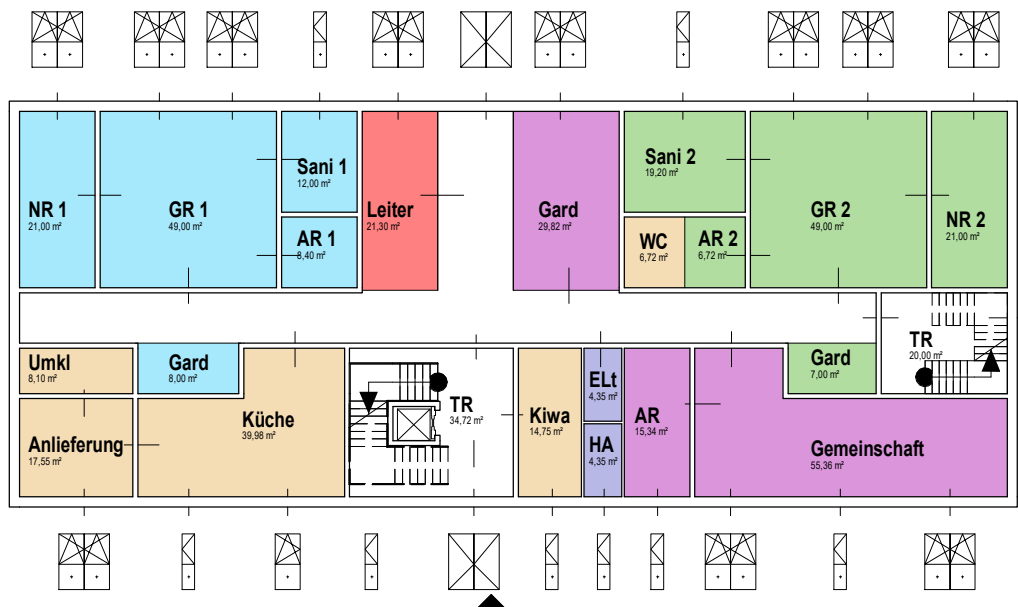 NR 1
21,00 m²
GR 1
49,00 m²
Sani 1
12,00 m²
AR 1
8,40 m²
Leiter
21,30 m²
Gard
29,82 m²
Sani 2
19,20 m²
WC
6,72 m²
AR 2
6,72 m²
GR 2
49,00 m²
NR 2
21,00 m²
Umkl
8,10 m²
Gard
8,00 m²
Anlieferung
17,55 m²
Küche
39,98 m²
TR
34,72 m²
Kiwa
14,75 m²
ELt
4,35 m²
HA
4,35 m²
AR
15,34 m²
Gard
7,00 m²
TR
20,00 m²
Gemeinschaft
55,36 m²